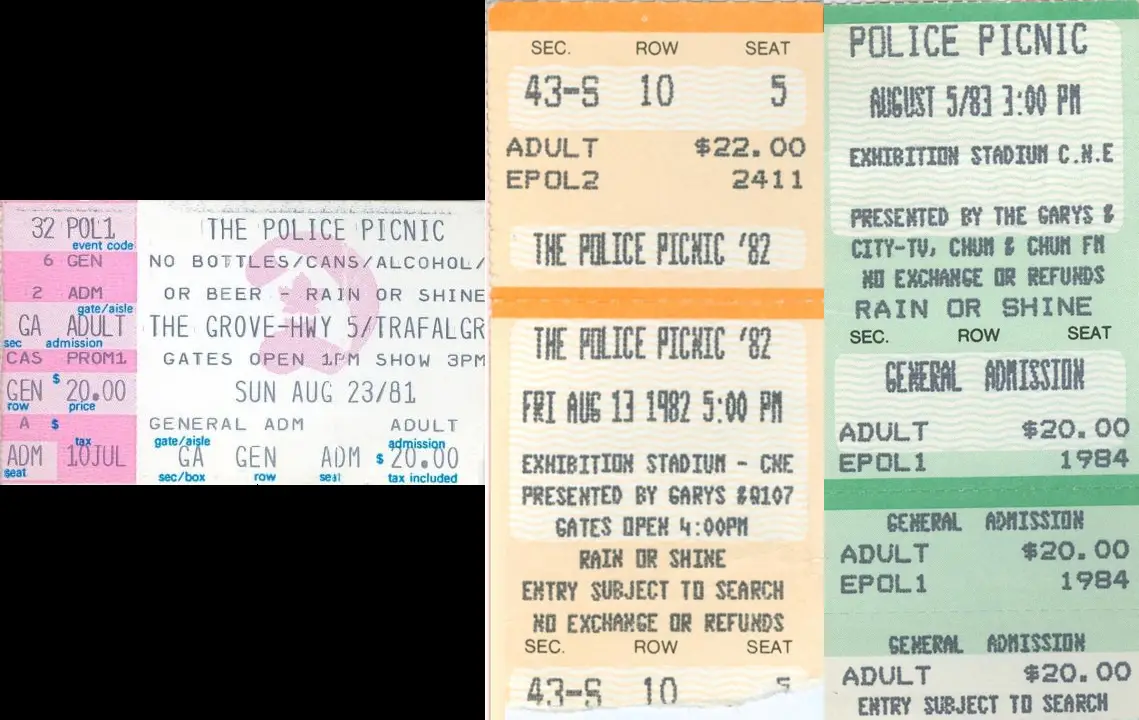 32 POL1
event code
6 GEN
2 ADM
gate/aisle
GA ADULT
sec admission
CAS PROM1
GEN $ 20.00
row price
A $
tax
ADM 10JUL
seat
THE POLICE PICNIC
NO BOTTLES/CANS/ALCOHOL/
OR BEER - RAIN OR SHINE
THE GROVE-HWY 5/TRAFALGR
GATES OPEN 1PM SHOW 3PM
SUN AUG 23/81
GENERAL ADM ADULT
gate/aisle admission
GA GEN ADM $ 20.00
sec/box row seat tax included
SEC. ROW SEAT
43-S 10 5
ADULT $22.00
EPOL2 2411
THE POLICE PICNIC '82
THE POLICE PICNIC '82
FRI AUG 13 1982 5:00 PM
EXHIBITION STADIUM - CNE
PRESENTED BY GARYS &Q107
GATES OPEN 4:00PM
RAIN OR SHINE
ENTRY SUBJECT TO SEARCH
NO EXCHANGE OR REFUNDS
SEC. ROW SEAT
43-S 10 5
POLICE PICNIC
AUGUST 5/83 3:00 PM
EXHIBITION STADIUM C.N.E
PRESENTED BY THE GARYS &
CITY-TV, CHUM & CHUM FM
NO EXCHANGE OR REFUNDS
RAIN OR SHINE
SEC. ROW SEAT
GENERAL ADMISSION
ADULT $20.00
EPOL1 1984
GENERAL ADMISSION
ADULT $20.00
EPOL1 1984
GENERAL ADMISSION
ADULT $20.00
ENTRY SUBJECT TO SEARCH